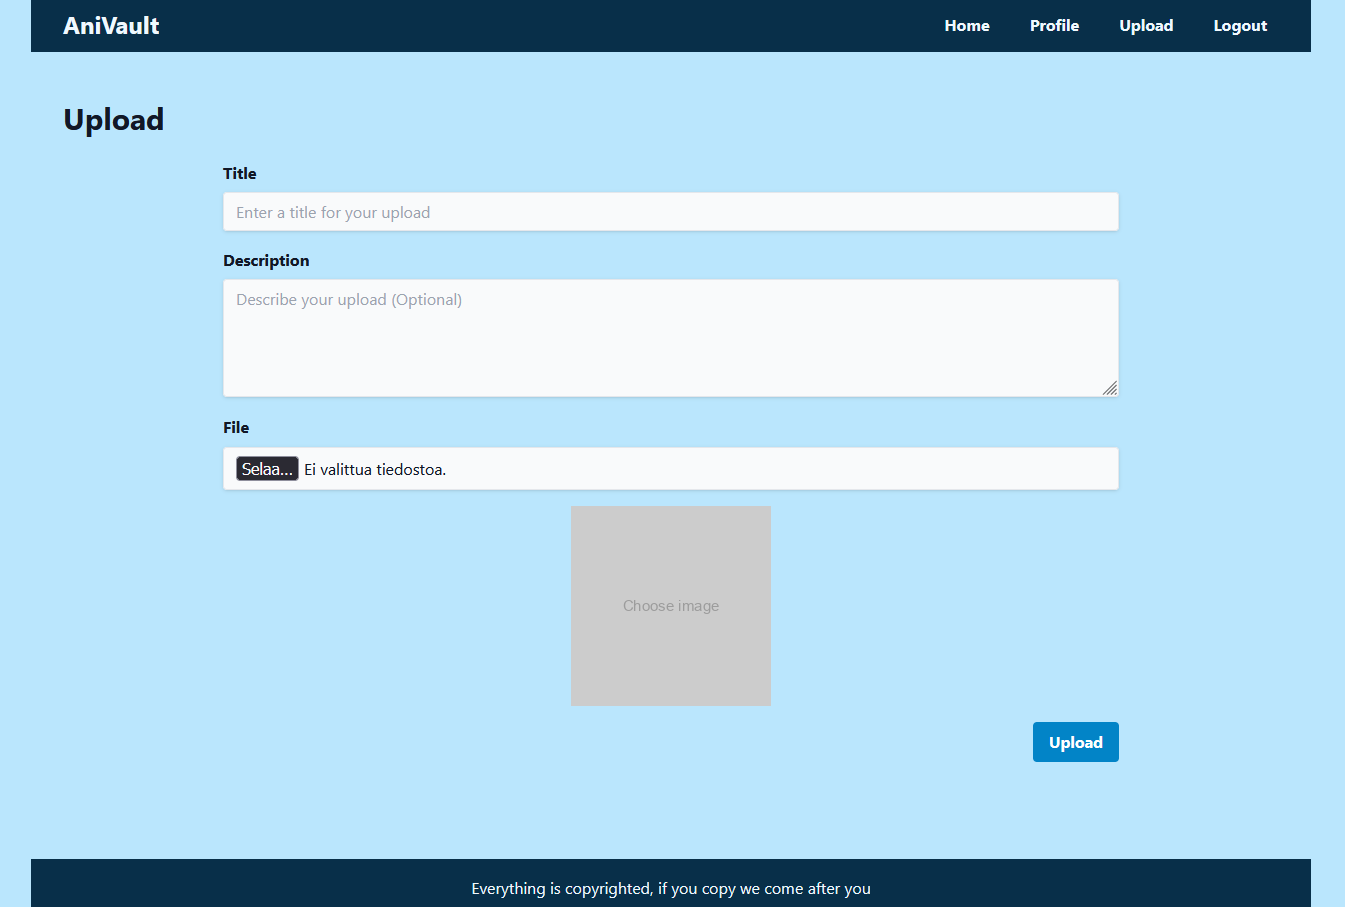 AniVault
Home Profile Upload Logout
Upload
Title
Enter a title for your upload
Description
Describe your upload (Optional)
File
Selaa... Ei valittua tiedostoa.
Choose image
Upload
Everything is copyrighted, if you copy we come after you